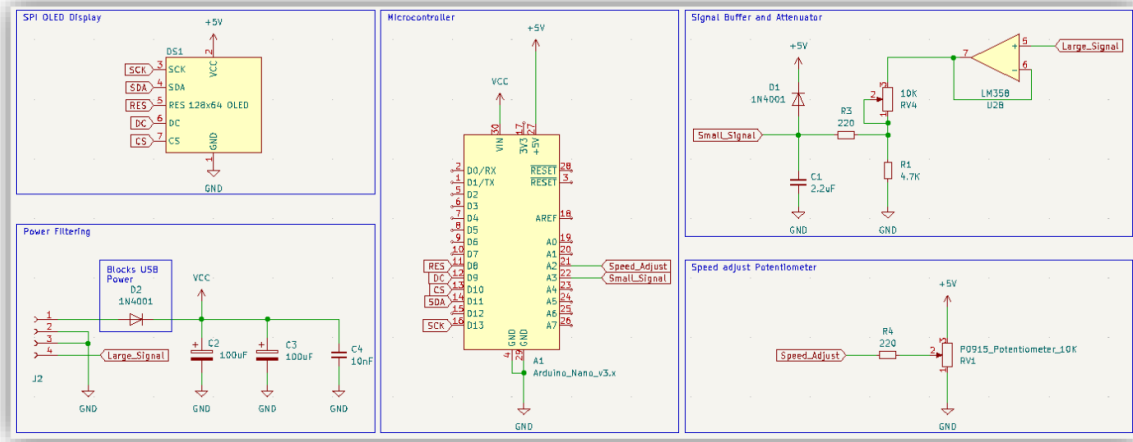 SPI OLED Display
+5V
DS1
2
VCC
SCK 3 SCK
SDA 4 SDA
RES 5 RES 128x64 OLED
DC 6 DC
CS 7 CS
GND
1
GND
Power Filtering
Blocks USB
Power
D2
1N4001
VCC
1
2
3
4
Large_Signal
J2
C2
100uF
C3
100uF
C4
10nF
GND
GND
GND
GND
Microcontroller
+5V
VCC
30
17
27
VIN
3V3
+5V
2 D0/RX RESET 28
1 D1/TX RESET 3
5 D2
6 D3
7 D4 AREF 18
8 D5
9 D6 A0 19
10 D7 A1 20
RES 11 D8 A2 21 Speed_Adjust
DC 12 D9 A3 22 Small_Signal
CS 13 D10 A4 23
SDA 14 D11 A5 24
15 D12 A6 25
SCK 16 D13 A7 26
GND
GND
4
29
A1
Arduino_Nano_v3.x
GND
Signal Buffer and Attenuator
+5V
D1
1N4001
Small_Signal
R3
220
C1
2.2uF
GND
3
2
1
10K
RV4
R1
4.7K
GND
7
+
5
-
6
Large_Signal
LM358
U2B
Speed adjust Potentiometer
+5V
Speed_Adjust
R4
220
3
2
1
P0915_Potentiometer_10K
RV1
GND